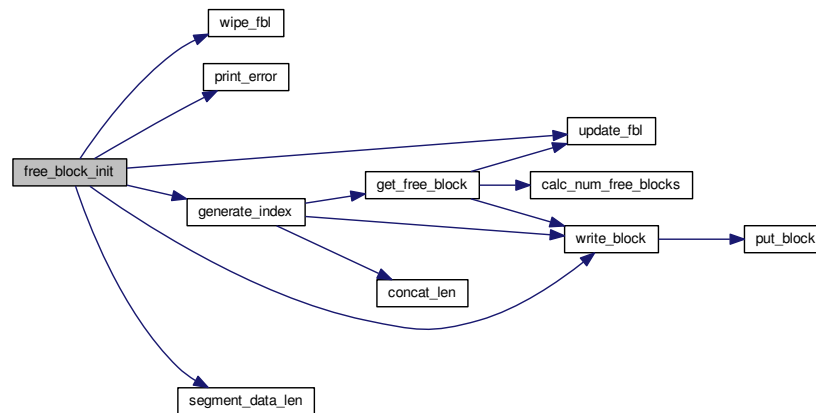 wipe_fbl
print_error
update_fbl
free_block_init
get_free_block
calc_num_free_blocks
generate_index
write_block
put_block
concat_len
segment_data_len